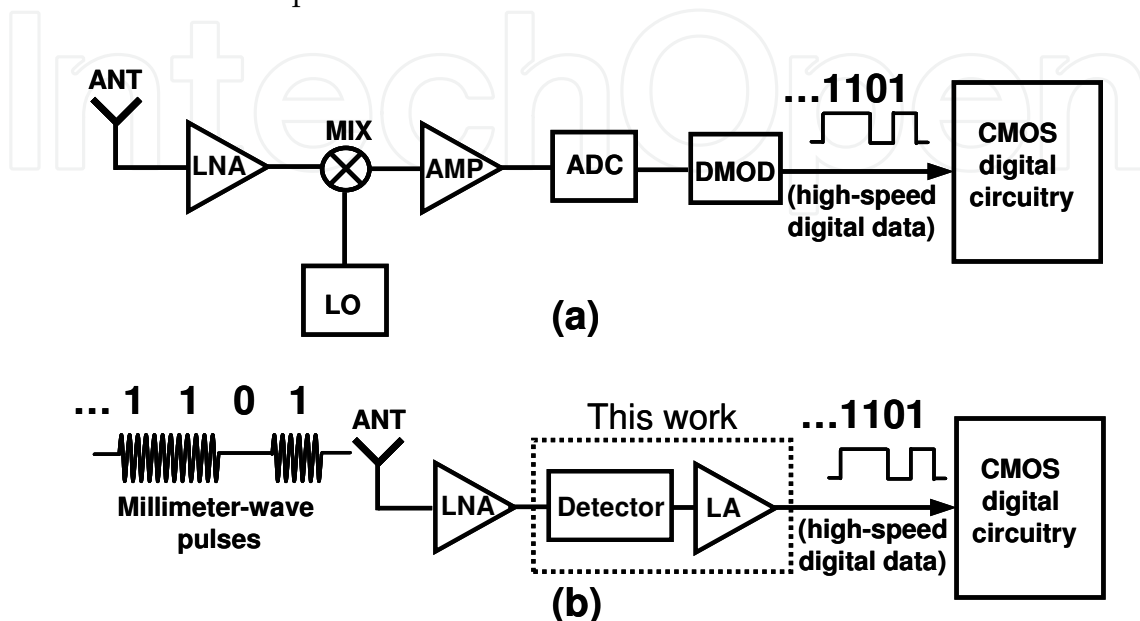 IntechOpen
ANT
LNA
MIX
LO
AMP
ADC
DMOD
...1101
(high-speed
digital data)
CMOS
digital
circuitry
(a)
... 1 1 0 1
Millimeter-wave
pulses
ANT
LNA
This work
Detector
LA
...1101
(high-speed
digital data)
CMOS
digital
circuitry
(b)